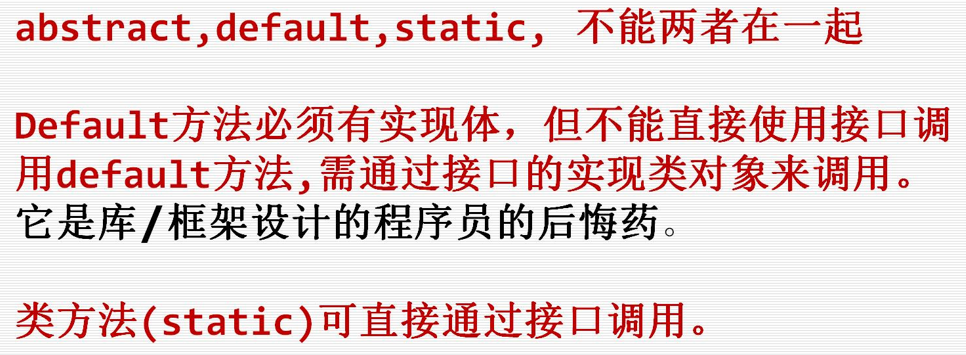 abstract,default,static, 不能两者在一起
Default方法必须有实现体，但不能直接使用接口调
用default方法,需通过接口的实现类对象来调用。
它是库/框架设计的程序员的后悔药。
类方法(static)可直接通过接口调用。